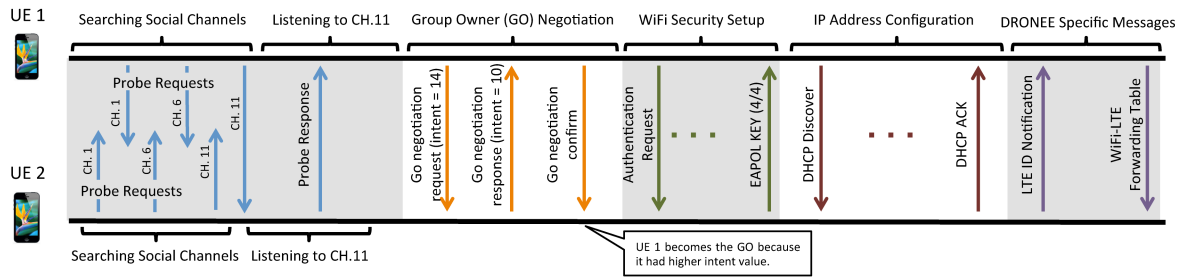 UE 1
UE 2
Searching Social Channels
Listening to CH.11
Group Owner (GO) Negotiation
WiFi Security Setup
IP Address Configuration
DRONEE Specific Messages
Probe Requests
CH. 1
CH. 1
CH. 6
CH. 6
CH. 11
CH. 11
Probe Requests
Probe Response
Go negotiation
request (intent = 14)
Go negotiation
response (intent = 10)
Go negotiation
confirm
Authentication
Request
EAPOL KEY (4/4)
DHCP Discover
DHCP ACK
LTE ID Notification
WiFi-LTE
Forwarding Table
Searching Social Channels
Listening to CH.11
UE 1 becomes the GO because
it had higher intent value.